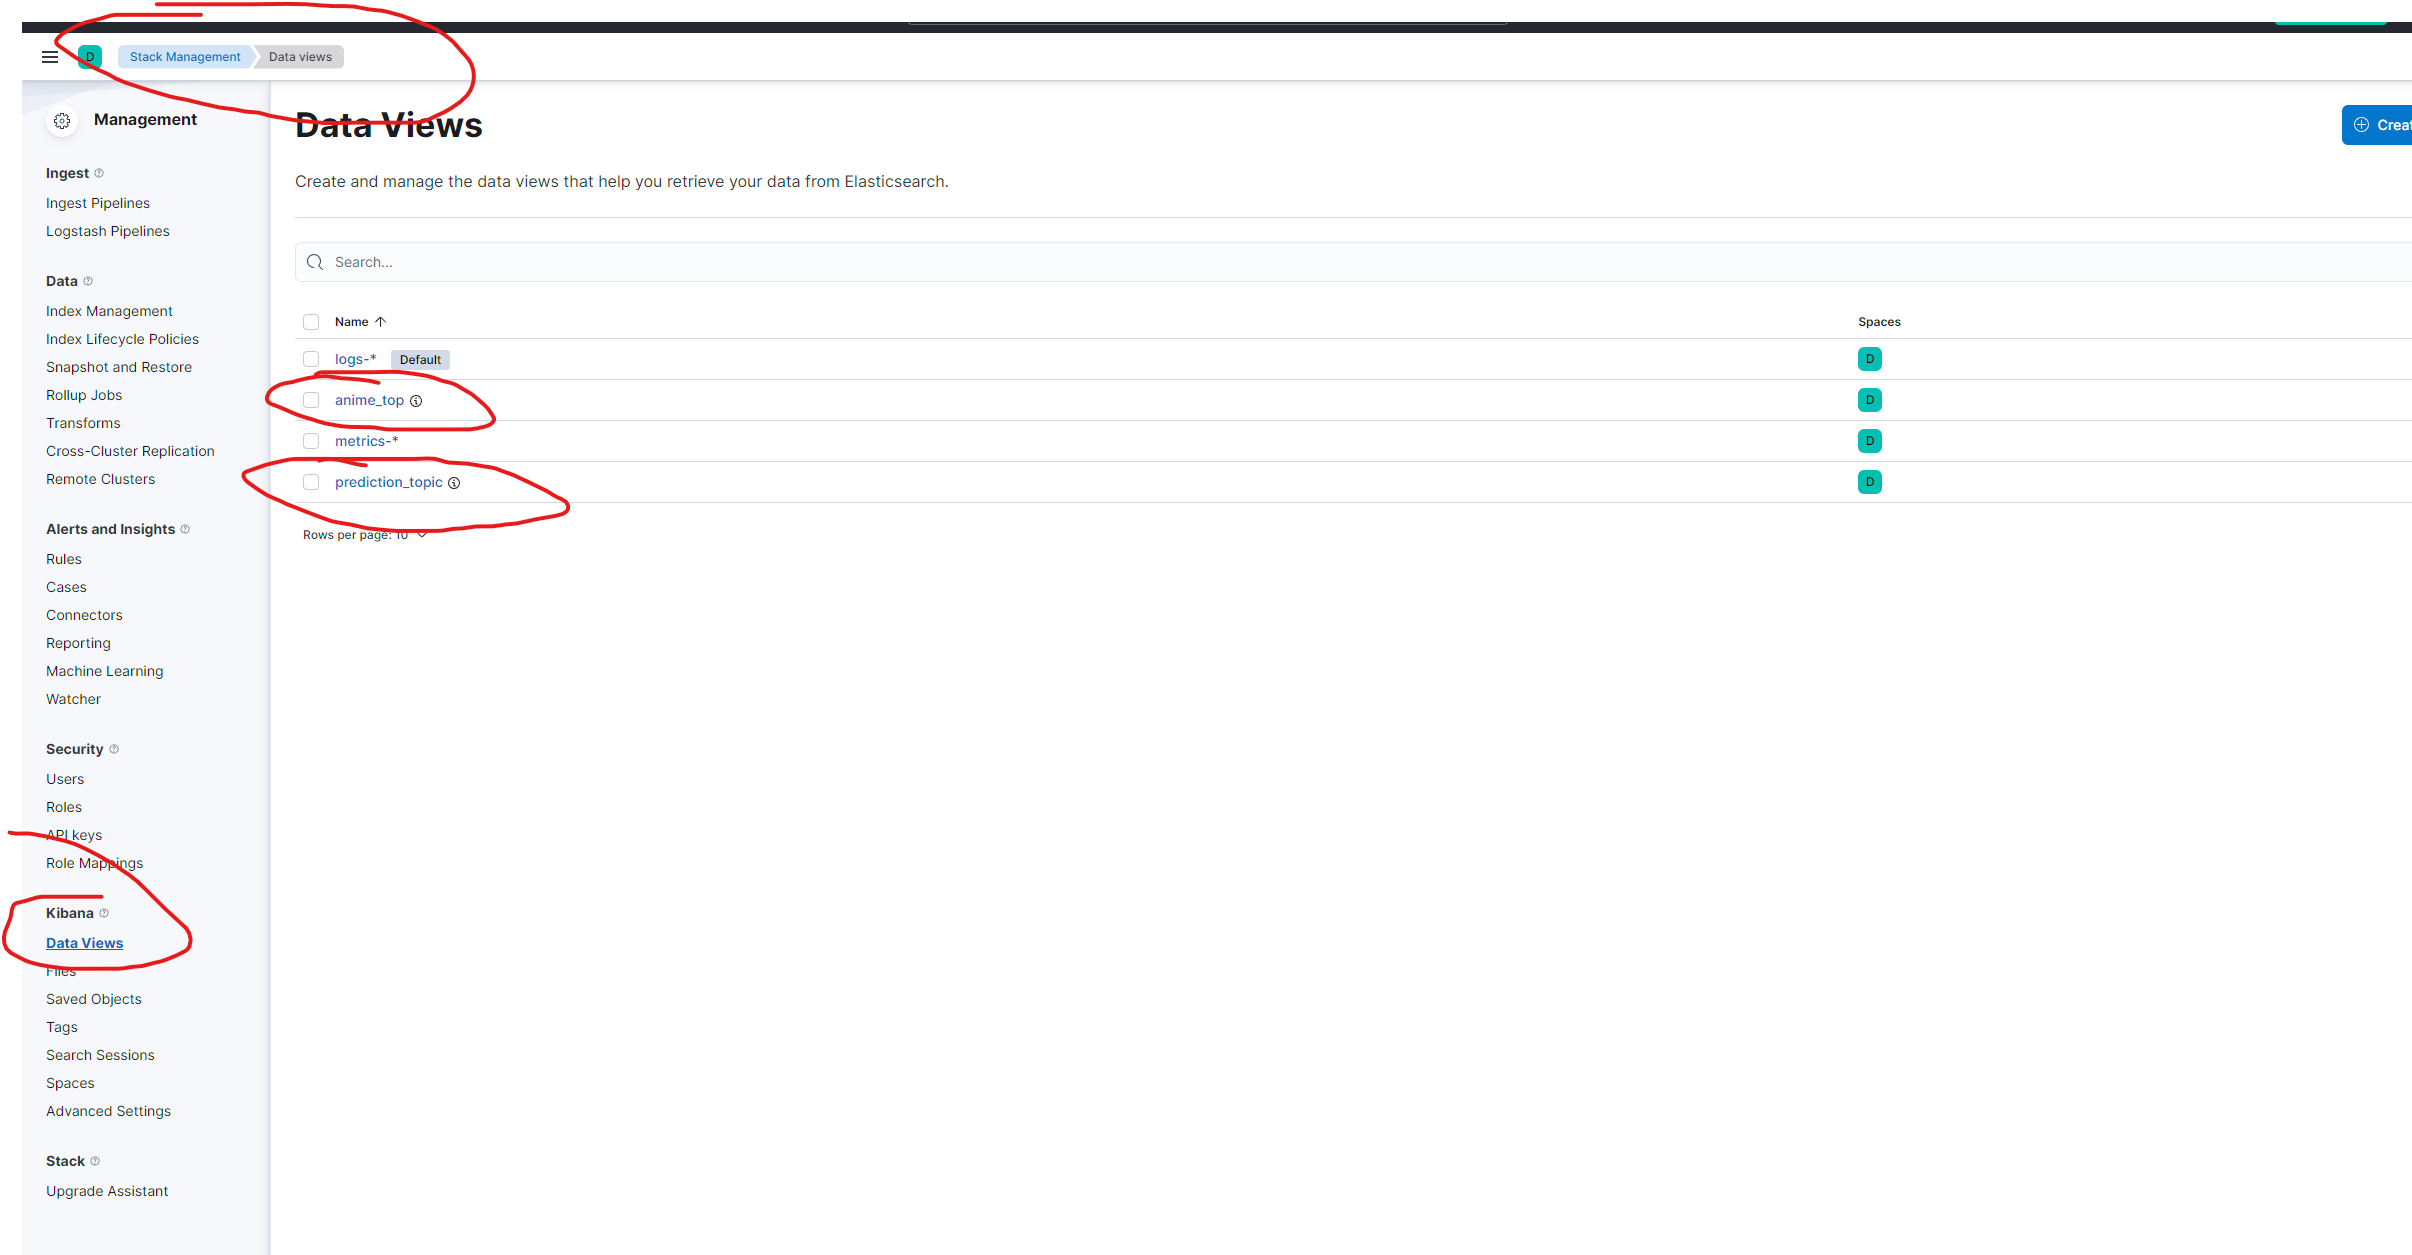 D Stack Management Data views
Management
Ingest
Ingest Pipelines
Logstash Pipelines
Data
Index Management
Index Lifecycle Policies
Snapshot and Restore
Rollup Jobs
Transforms
Cross-Cluster Replication
Remote Clusters
Alerts and Insights
Rules
Cases
Connectors
Reporting
Machine Learning
Watcher
Security
Users
Roles
API keys
Role Mappings
Kibana
Data Views
Files
Saved Objects
Tags
Search Sessions
Spaces
Advanced Settings
Stack
Upgrade Assistant
Data Views
Creat
Create and manage the data views that help you retrieve your data from Elasticsearch.
Search...
Name Spaces
logs-* Default D
anime_top D
metrics-* D
prediction_topic D
Rows per page: 10